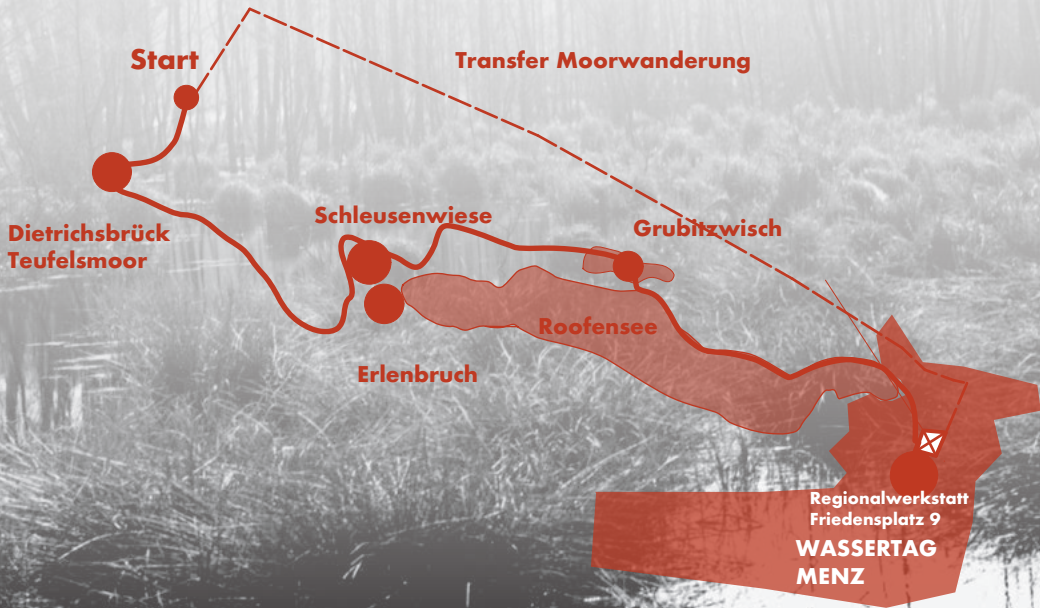 Start
Transfer Moorwanderung
Dietrichsbrück
Teufelsmoor
Schleusenwiese
Grubitzwisch
Roofensee
Erlenbruch
Regionalwerkstatt
Friedensplatz 9
WASSERTAG
MENZ